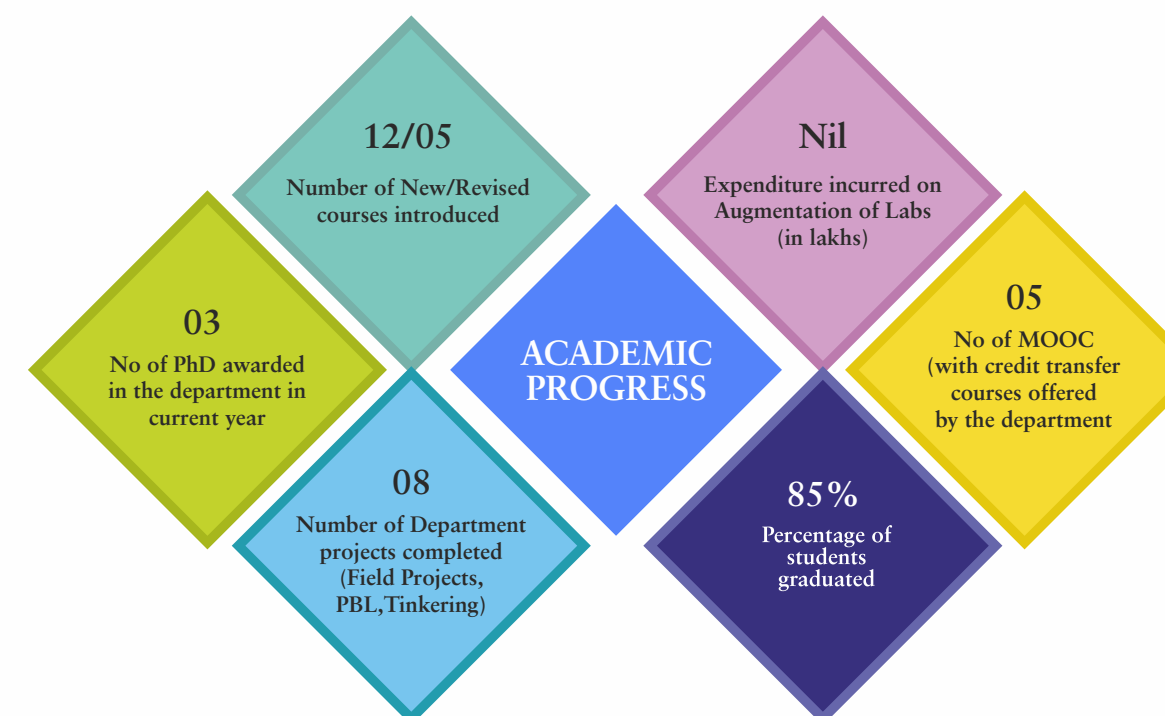 12/05
Number of New/Revised
courses introduced
Nil
Expenditure incurred on
Augmentation of Labs
(in lakhs)
03
No of PhD awarded
in the department in
current year
ACADEMIC
PROGRESS
05
No of MOOC
(with credit transfer
courses offered
by the department
08
Number of Department
projects completed
(Field Projects,
PBL,Tinkering)
85%
Percentage of
students
graduated